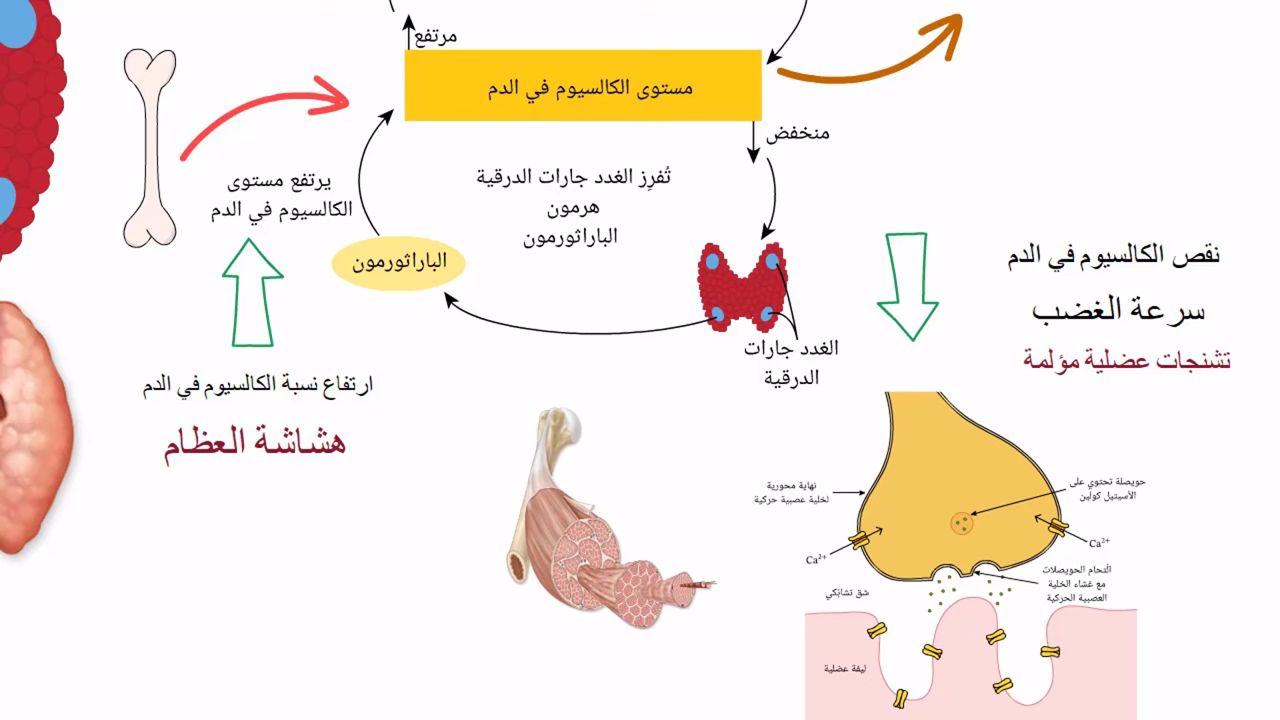 مرتفع
مستوى الكالسيوم في الدم
منخفض
تُفرِز الغدد جارات الدرقية
هرمون
الباراثورمون
يرتفع مستوى
الكالسيوم في الدم
الباراثورمون
الغدد جارات
الدرقية
نقص الكالسيوم في الدم
سرعة الغضب
تشنجات عضلية مؤلمة
ارتفاع نسبة الكالسيوم في الدم
هشاشة العظام
نهاية محورية
لخلية عصبية حركية
حويصلة تحتوي على
الأسيتيل كولين
Ca²⁺
Ca²⁺
التحام الحويصلات
مع غشاء الخلية
العصبية الحركية
شق تشابُكي
ليفة عضلية